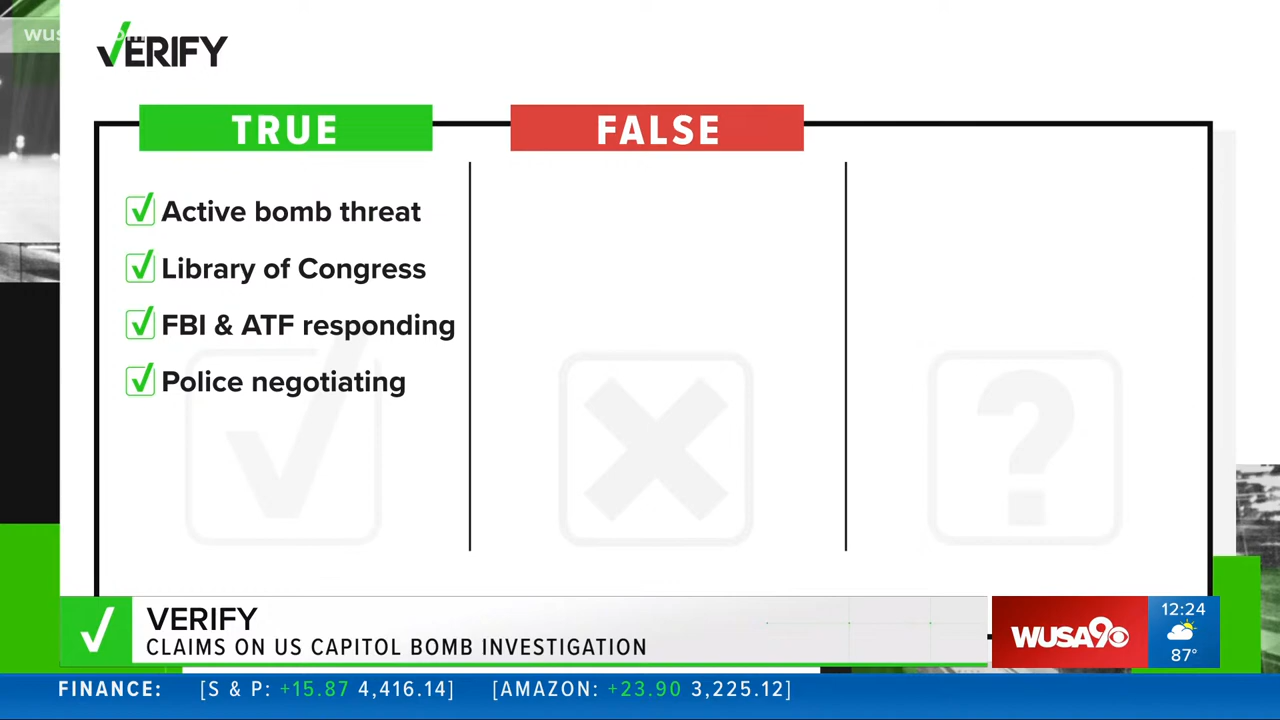 VERIFY
TRUE
FALSE
Active bomb threat
Library of Congress
FBI & ATF responding
Police negotiating
VERIFY
CLAIMS ON US CAPITOL BOMB INVESTIGATION
WUSA9
12:24
87°
FINANCE: [S & P: +15.87 4,416.14] [AMAZON: +23.90 3,225.12]